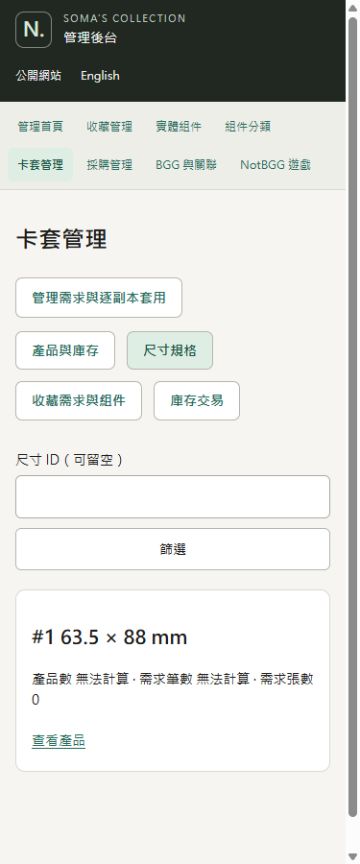 N.
SOMA'S COLLECTION
管理後台
公開網站 English
管理首頁 收藏管理 實體組件 組件分類
卡套管理 採購管理 BGG 與關聯 NotBGG 遊戲
卡套管理
管理需求與逐副本套用
產品與庫存 尺寸規格
收藏需求與組件 庫存交易
尺寸 ID（可留空）
篩選
#1 63.5 × 88 mm
產品數 無法計算 · 需求筆數 無法計算 · 需求張數
0
查看產品